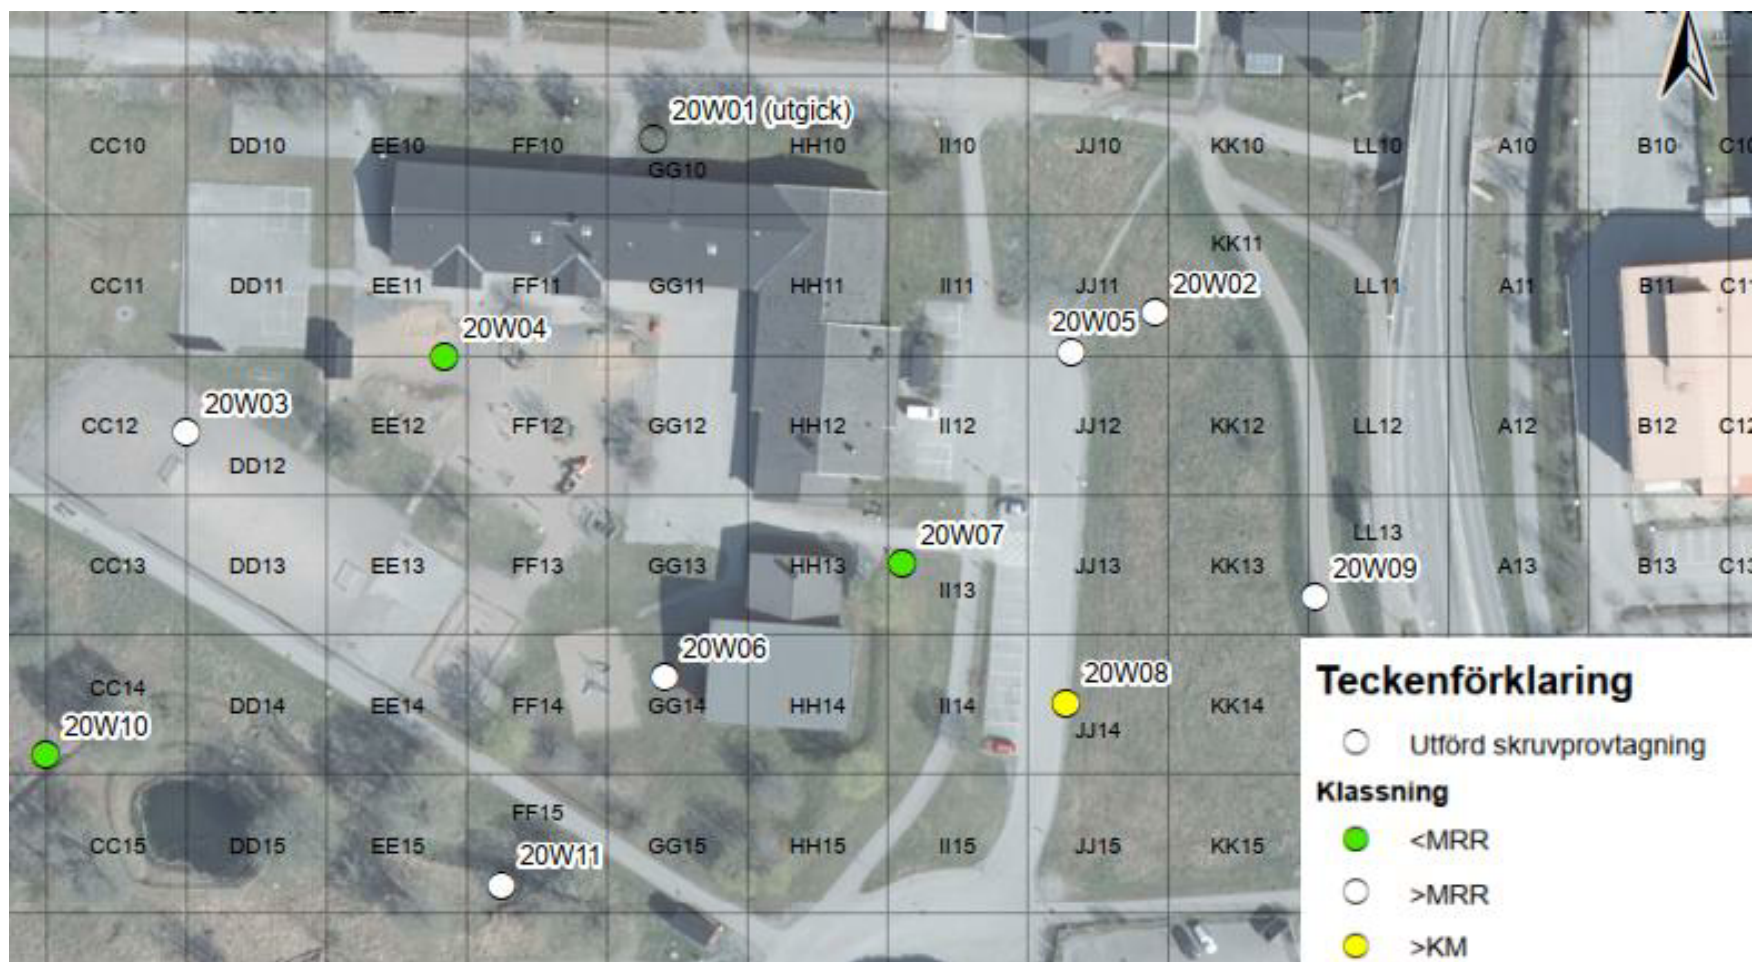 20W01 (utgick)
CC10 DD10 EE10 FF10 GG10 HH10 II10 JJ10 KK10 LL10 A10 B10 C10
KK11
CC11 DD11 EE11 FF11 GG11 HH11 II11 JJ11 LL11 A11 B11 C11
20W02
20W05
20W04
20W03
CC12 EE12 FF12 GG12 HH12 II12 JJ12 KK12 LL12 A12 B12 C12
DD12
20W07
LL13
CC13 DD13 EE13 FF13 GG13 HH13 JJ13 KK13 A13 B13 C13
20W09
II13
20W06
20W08
CC14
DD14 EE14 FF14 GG14 HH14 II14 KK14
20W10
JJ14
FF15
CC15 DD15 EE15 GG15 HH15 II15 JJ15 KK15
20W11
Teckenförklaring
Utförd skruvprovtagning
Klassning
<MRR
>MRR
>KM